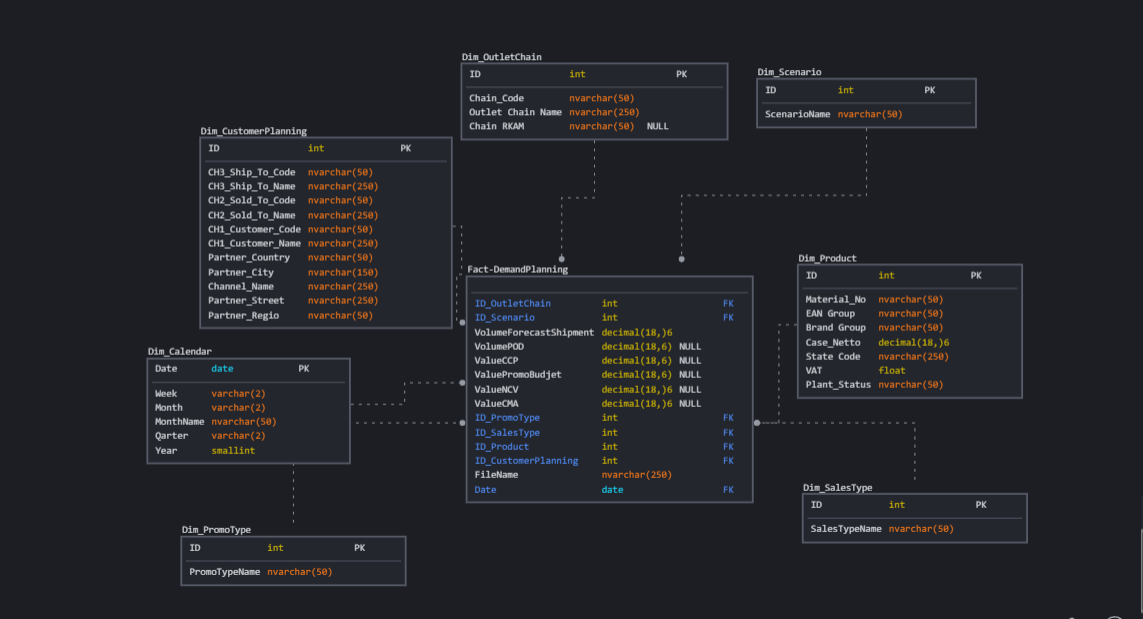 Dim_OutletChain
ID int PK
Chain_Code nvarchar(50)
Outlet Chain Name nvarchar(250)
Chain RKAM nvarchar(50) NULL
Dim_Scenario
ID int PK
ScenarioName nvarchar(50)
Dim_CustomerPlanning
ID int PK
CH3_Ship_To_Code nvarchar(50)
CH3_Ship_To_Name nvarchar(250)
CH2_Sold_To_Code nvarchar(50)
CH2_Sold_To_Name nvarchar(250)
CH1_Customer_Code nvarchar(50)
CH1_Customer_Name nvarchar(250)
Partner_Country nvarchar(50)
Partner_City nvarchar(150)
Channel_Name nvarchar(250)
Partner_Street nvarchar(250)
Partner_Regio nvarchar(50)
Fact-DemandPlanning
ID_OutletChain int FK
ID_Scenario int FK
VolumeForecastShipment decimal(18,)6
VolumePOD decimal(18,6) NULL
ValueCCP decimal(18,6) NULL
ValuePromoBudjet decimal(18,6) NULL
ValueNCV decimal(18,)6 NULL
ValueCMA decimal(18,)6 NULL
ID_PromoType int FK
ID_SalesType int FK
ID_Product int FK
ID_CustomerPlanning int FK
FileName nvarchar(250)
Date date FK
Dim_Product
ID int PK
Material_No nvarchar(50)
EAN Group nvarchar(50)
Brand Group nvarchar(50)
Case_Netto decimal(18,)6
State Code nvarchar(250)
VAT float
Plant_Status nvarchar(50)
Dim_Calendar
Date date PK
Week varchar(2)
Month varchar(2)
MonthName nvarchar(50)
Qarter varchar(2)
Year smallint
Dim_SalesType
ID int PK
SalesTypeName nvarchar(50)
Dim_PromoType
ID int PK
PromoTypeName nvarchar(50)